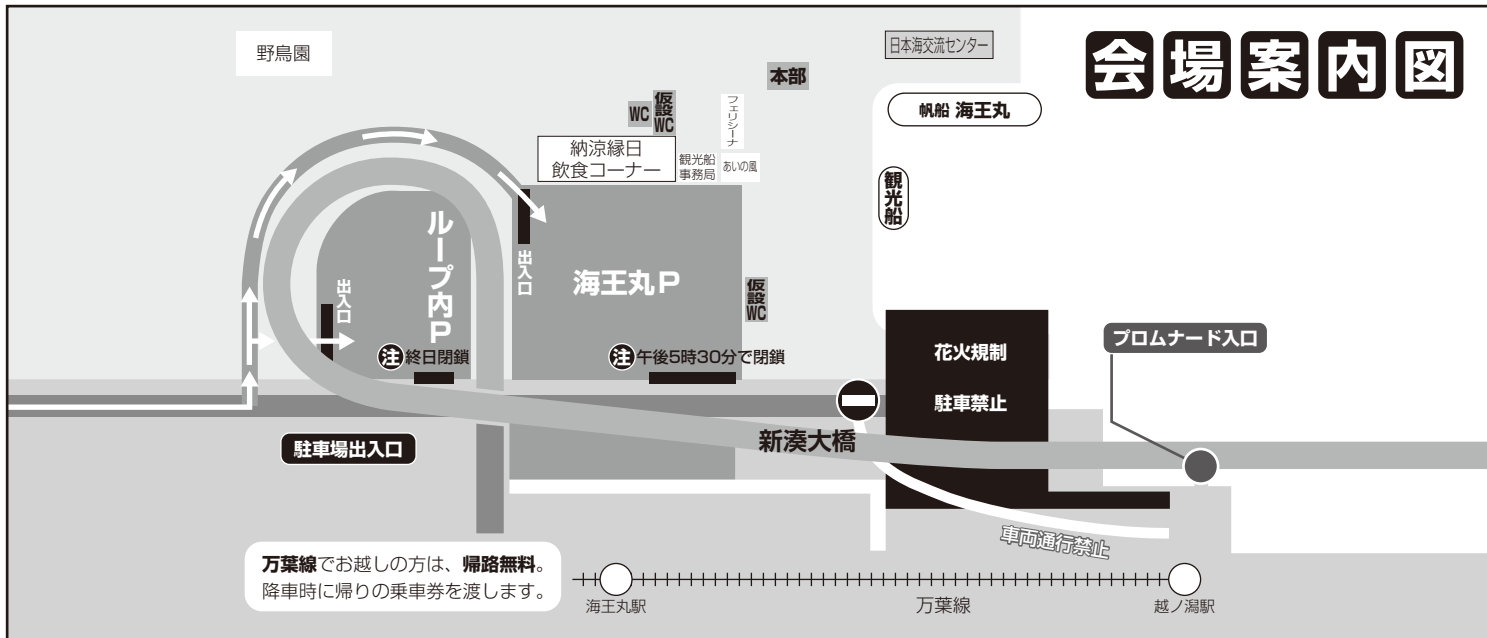 会場案内図
野鳥園
日本海交流センター
本部
帆船 海王丸
WC
仮設
WC
フェリシーナ
納涼縁日
飲食コーナー
観光船
事務局
あいの風
観光船
ループ内P
出入口
出入口
海王丸P
仮設
WC
注 終日閉鎖
注 午後5時30分で閉鎖
花火規制
駐車禁止
プロムナード入口
駐車場出入口
新湊大橋
車両通行禁止
万葉線でお越しの方は、帰路無料。
降車時に帰りの乗車券を渡します。
海王丸駅
万葉線
越ノ潟駅